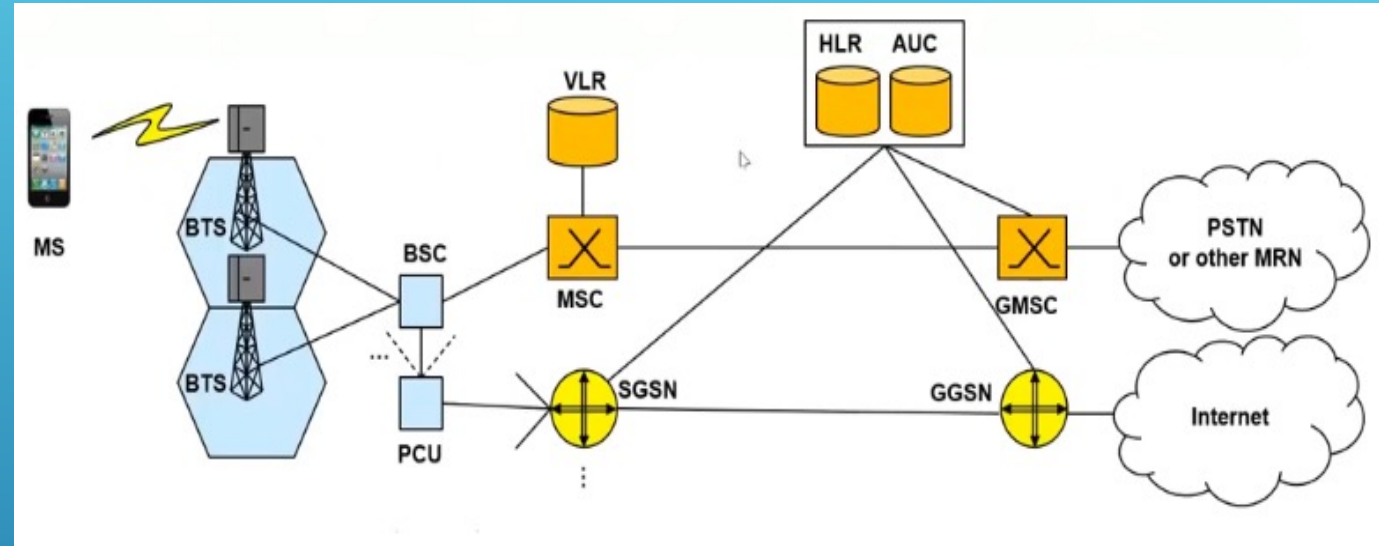 HLR AUC
VLR
MS
BTS
BSC
PSTN
or other MRN
MSC
GMSC
...
BTS
SGSN
GGSN
Internet
PCU
...